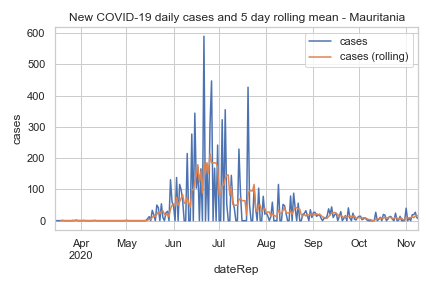 New COVID-19 daily cases and 5 day rolling mean - Mauritania
cases
cases (rolling)
600
500
400
300
200
100
0
cases
Apr May Jun Jul Aug Sep Oct Nov
2020
dateRep